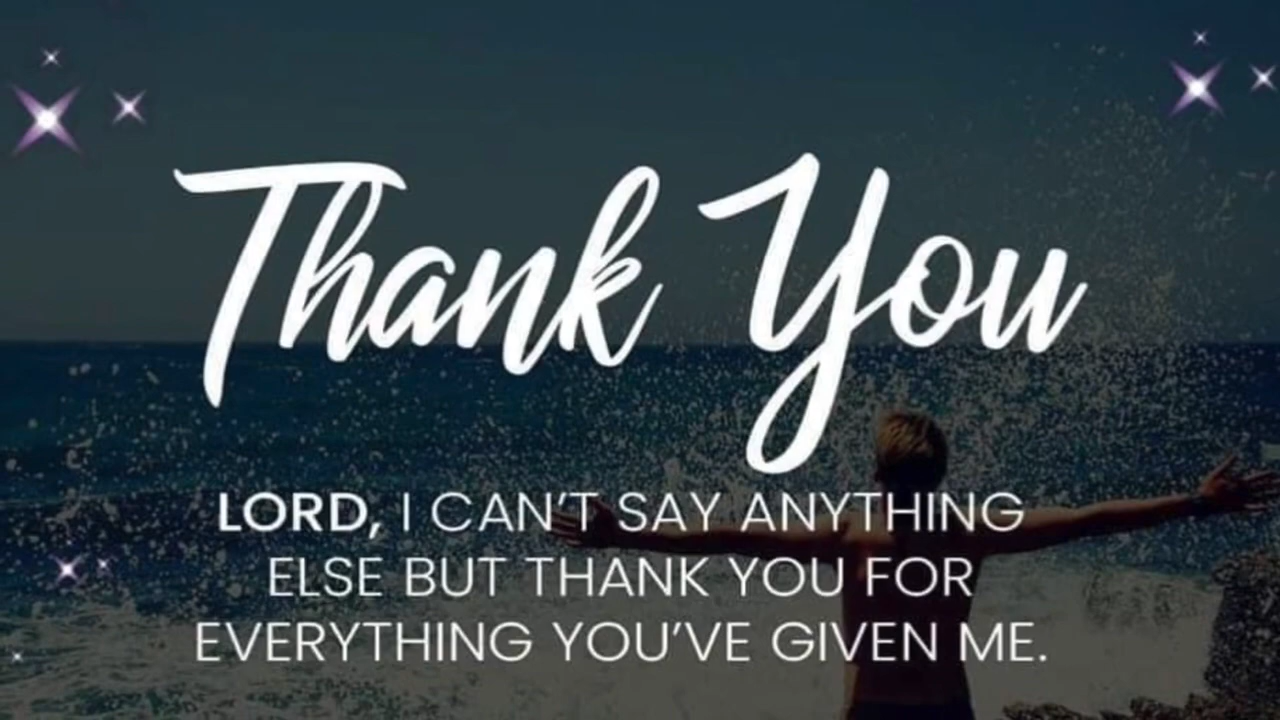 Thank You
LORD, I CAN'T SAY ANYTHING
ELSE BUT THANK YOU FOR
EVERYTHING YOU'VE GIVEN ME.